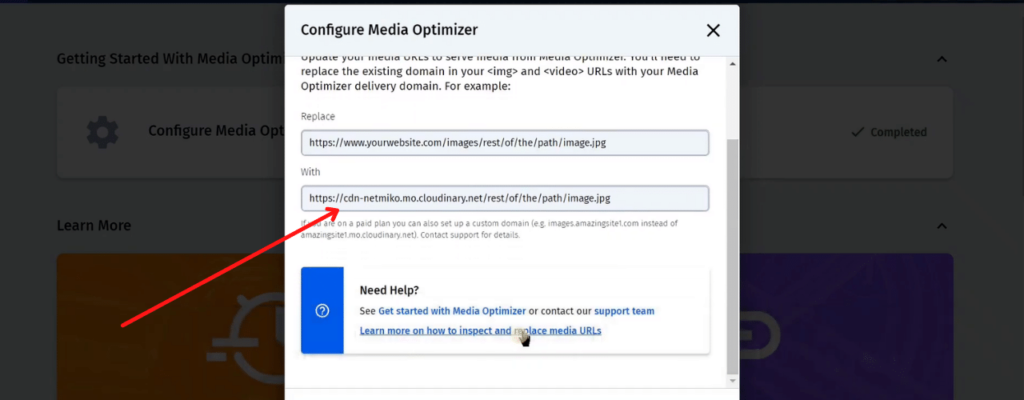 Configure Media Optimizer
Getting Started With Media Optim
Update your media URLs to serve media from Media Optimizer. You'll need to
replace the existing domain in your <img> and <video> URLs with your Media
Optimizer delivery domain. For example:
Replace
https://www.yourwebsite.com/images/rest/of/the/path/image.jpg
Configure Media Opt
Completed
With
https://cdn-netmiko.mo.cloudinary.net/rest/of/the/path/image.jpg
If you are on a paid plan you can also set up a custom domain (e.g. images.amazingsite1.com instead of
amazingsite1.mo.cloudinary.net). Contact support for details.
Learn More
Need Help?
See Get started with Media Optimizer or contact our support team
Learn more on how to inspect and replace media URLs